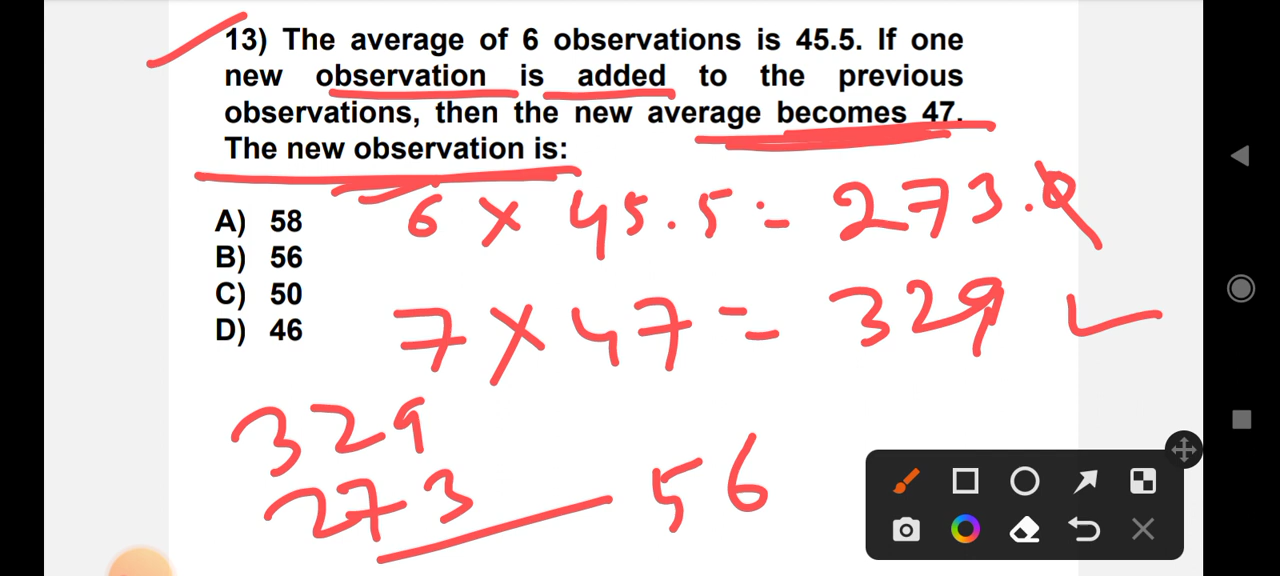 13) The average of 6 observations is 45.5. If one
new observation is added to the previous
observations, then the new average becomes 47.
The new observation is:
6 × 45.5 = 273.0
A) 58
B) 56
C) 50
D) 46
7 × 47 = 329
329
273
56